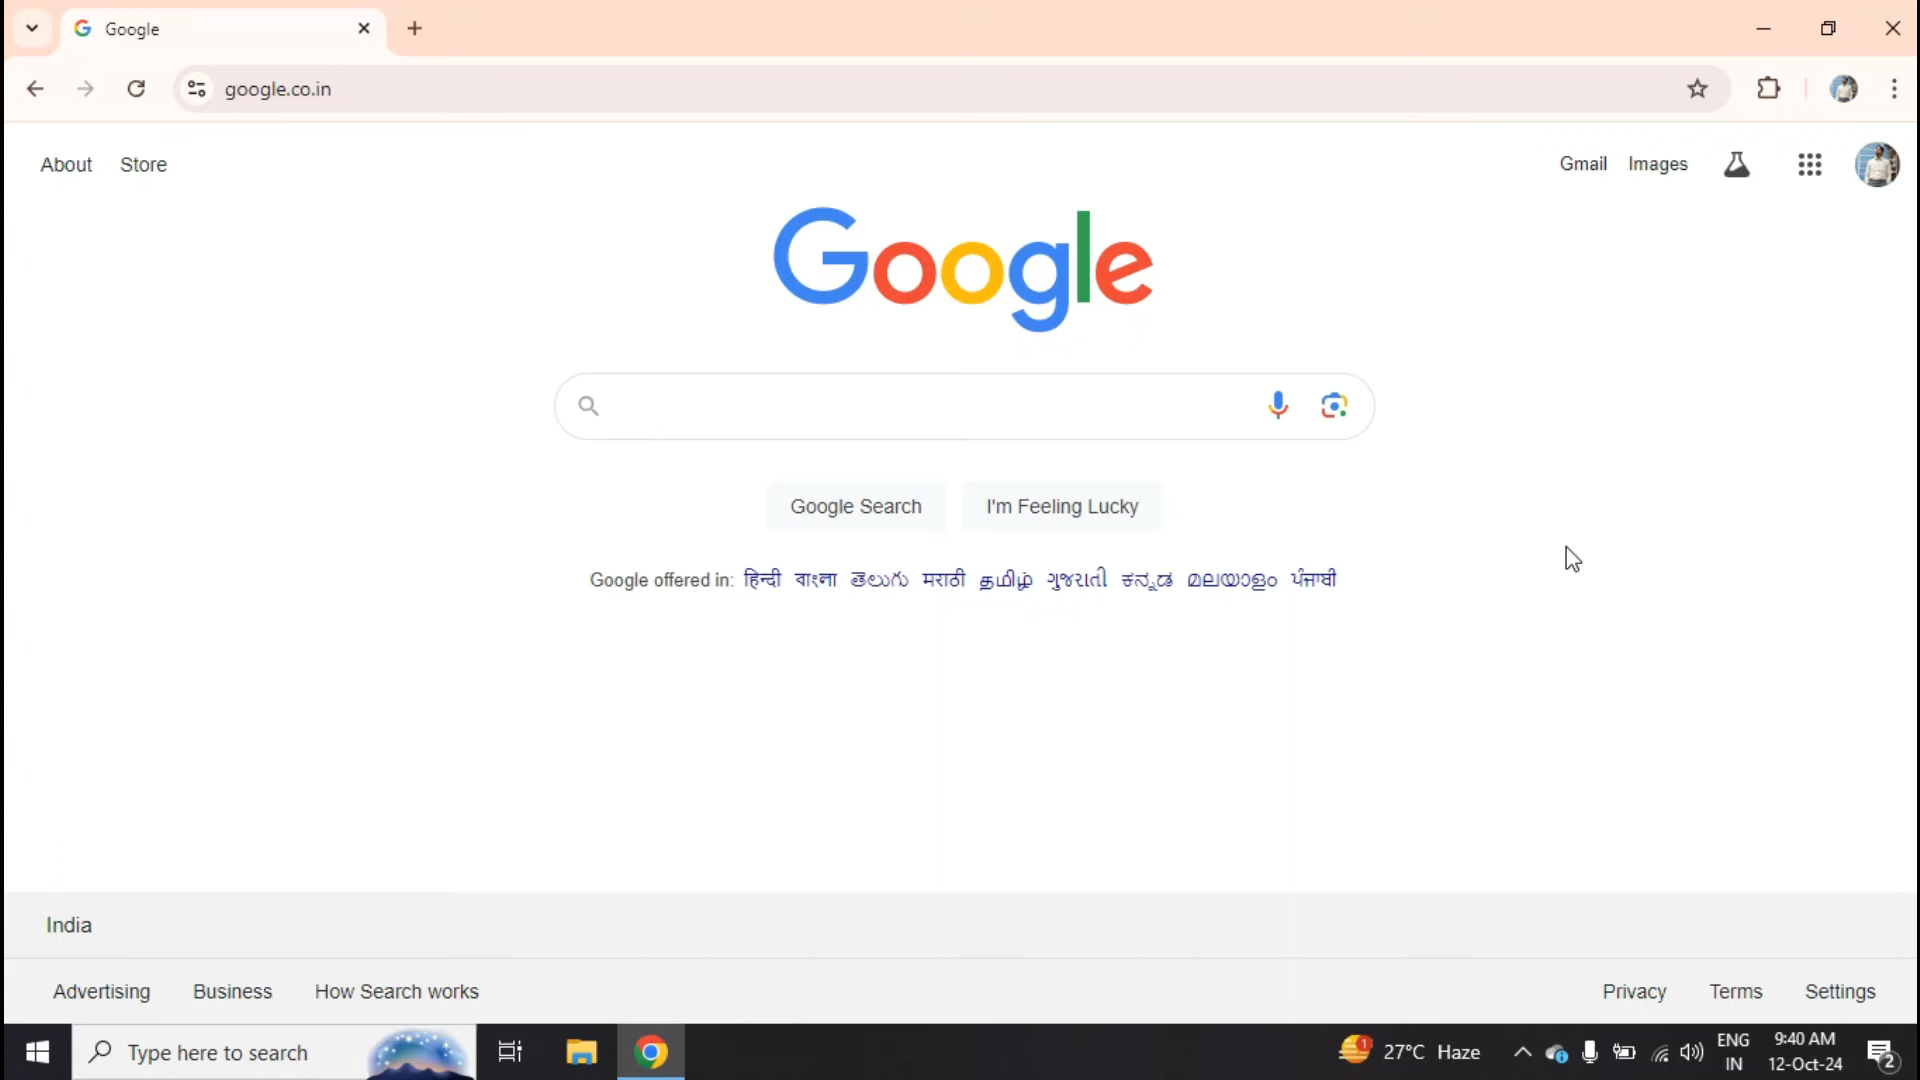 Google
google.co.in
About Store
Gmail Images
Google
Google Search I'm Feeling Lucky
Google offered in: हिन्दी বাংলা తెలుగు मराठी தமிழ் ગુજરાતી ಕನ್ನಡ മലയാളം ਪੰਜਾਬੀ
India
Advertising Business How Search works
Privacy Terms Settings
Type here to search
1
27°C Haze
ENG
IN
9:40 AM
12-Oct-24
2